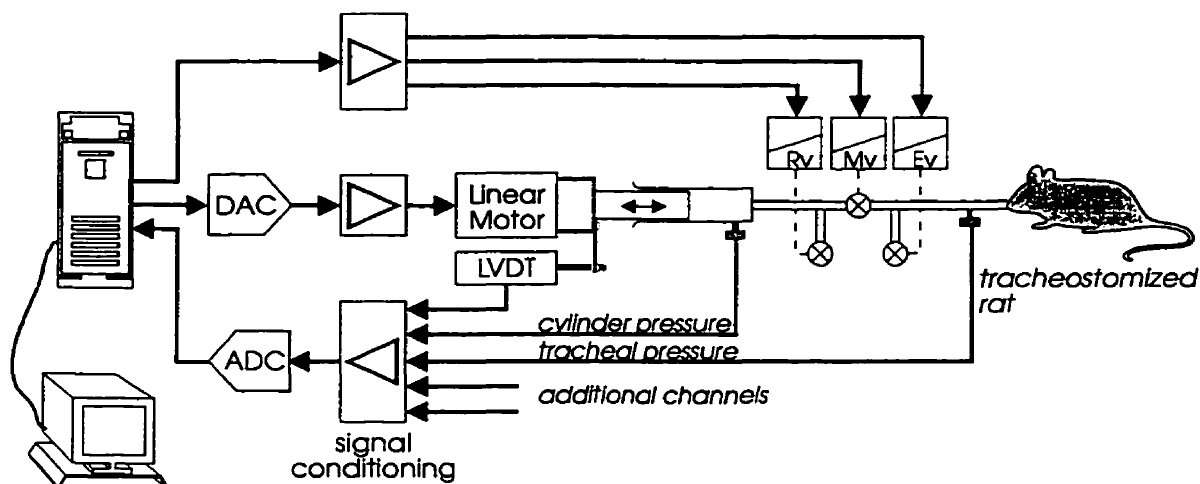 Rv Mv Ev
DAC
Linear
Motor
LVDT
tracheostomized
rat
cylinder pressure
tracheal pressure
ADC
additional channels
signal
conditioning